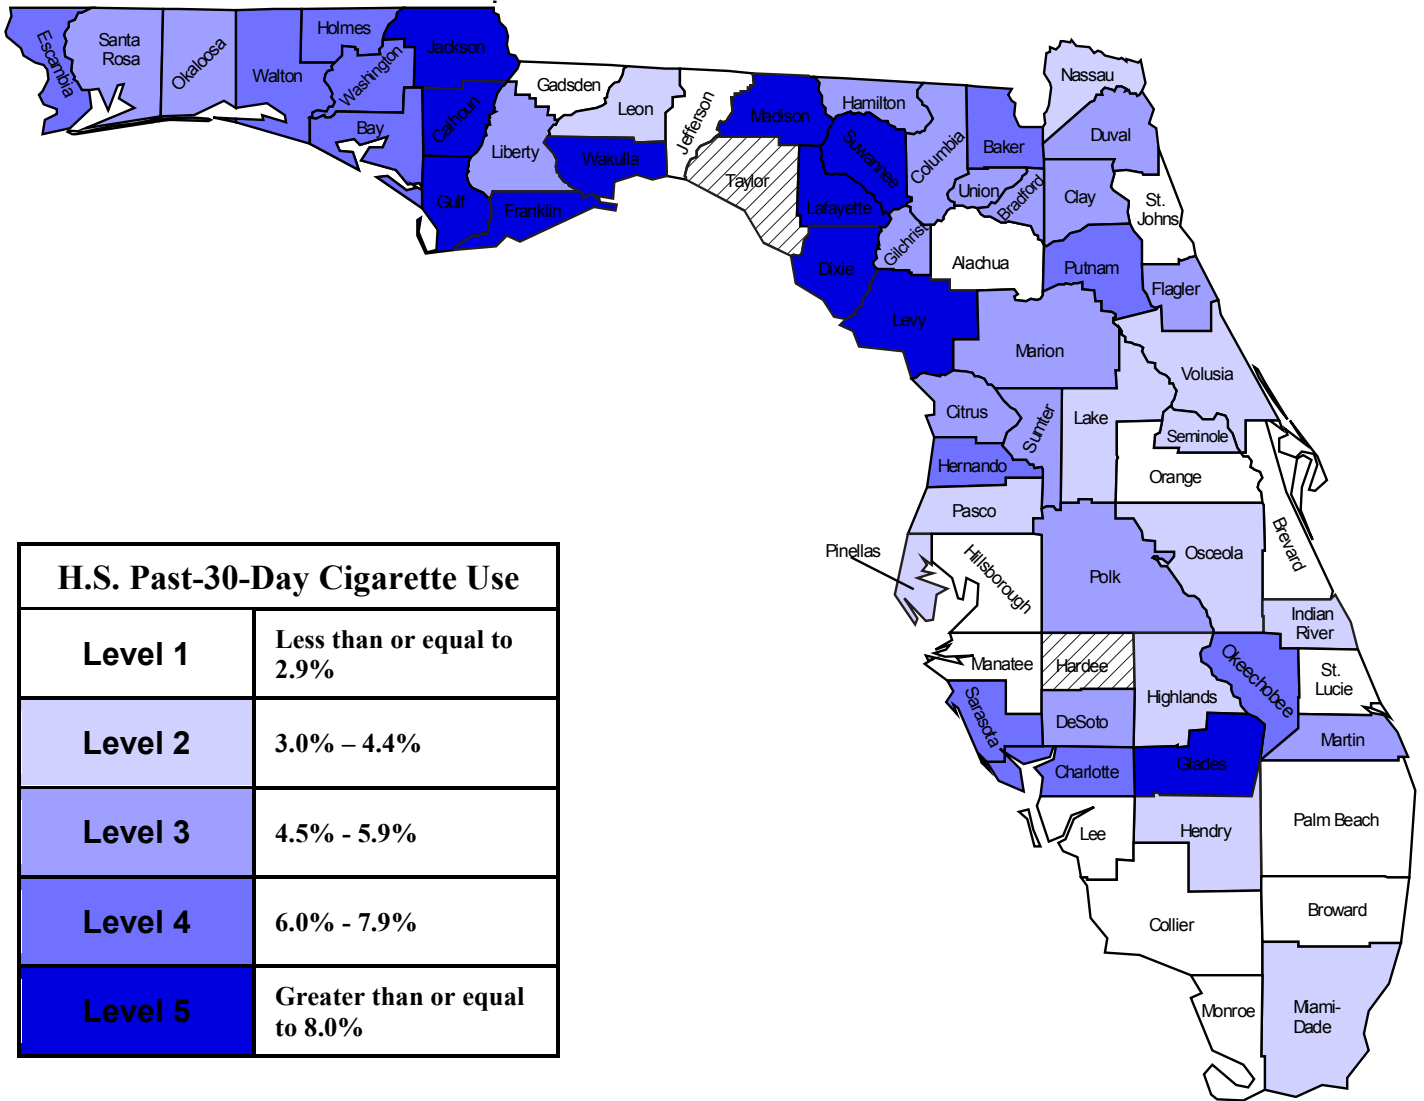 Escambia
Santa
Rosa
Okaloosa
Walton
Holmes
Washington
Jackson
Bay
Calhoun
Gulf
Liberty
Gadsden
Leon
Wakulla
Franklin
Jefferson
Madison
Taylor
Hamilton
Suwannee
Lafayette
Dixie
Columbia
Gilchrist
Levy
Baker
Union
Bradford
Alachua
Nassau
Duval
Clay
St.
Johns
Putnam
Flagler
Marion
Volusia
Citrus
Sumter
Lake
Seminole
Hernando
Orange
Pasco
Brevard
Pinellas
Hillsborough
Polk
Osceola
Indian
River
Manatee
Hardee
Highlands
Okeechobee
St.
Lucie
Sarasota
DeSoto
Martin
Charlotte
Glades
Lee
Hendry
Palm Beach
Collier
Broward
Monroe
Miami-
Dade
H.S. Past-30-Day Cigarette Use
Level 1
Less than or equal to
2.9%
Level 2
3.0% – 4.4%
Level 3
4.5% - 5.9%
Level 4
6.0% - 7.9%
Level 5
Greater than or equal
to 8.0%